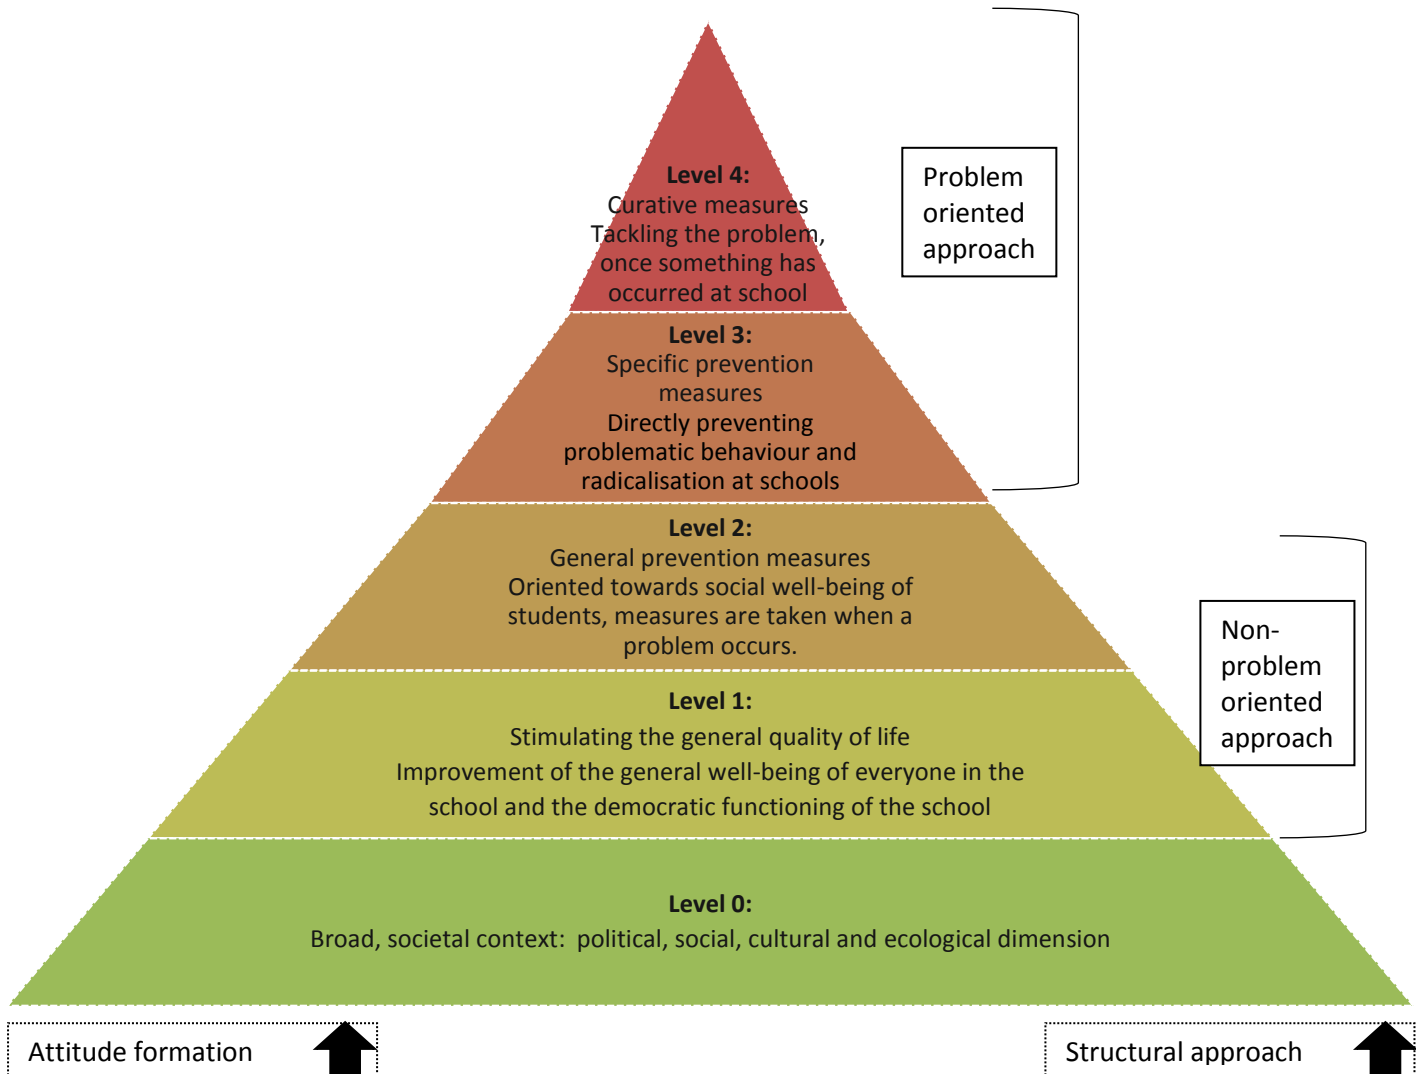 Level 4:
Curative measures
Tackling the problem,
once something has
occurred at school
Problem
oriented
approach
Level 3:
Specific prevention
measures
Directly preventing
problematic behaviour and
radicalisation at schools
Level 2:
General prevention measures
Oriented towards social well-being of
students, measures are taken when a
problem occurs.
Non-
problem
oriented
approach
Level 1:
Stimulating the general quality of life
Improvement of the general well-being of everyone in the
school and the democratic functioning of the school
Level 0:
Broad, societal context: political, social, cultural and ecological dimension
Attitude formation
Structural approach